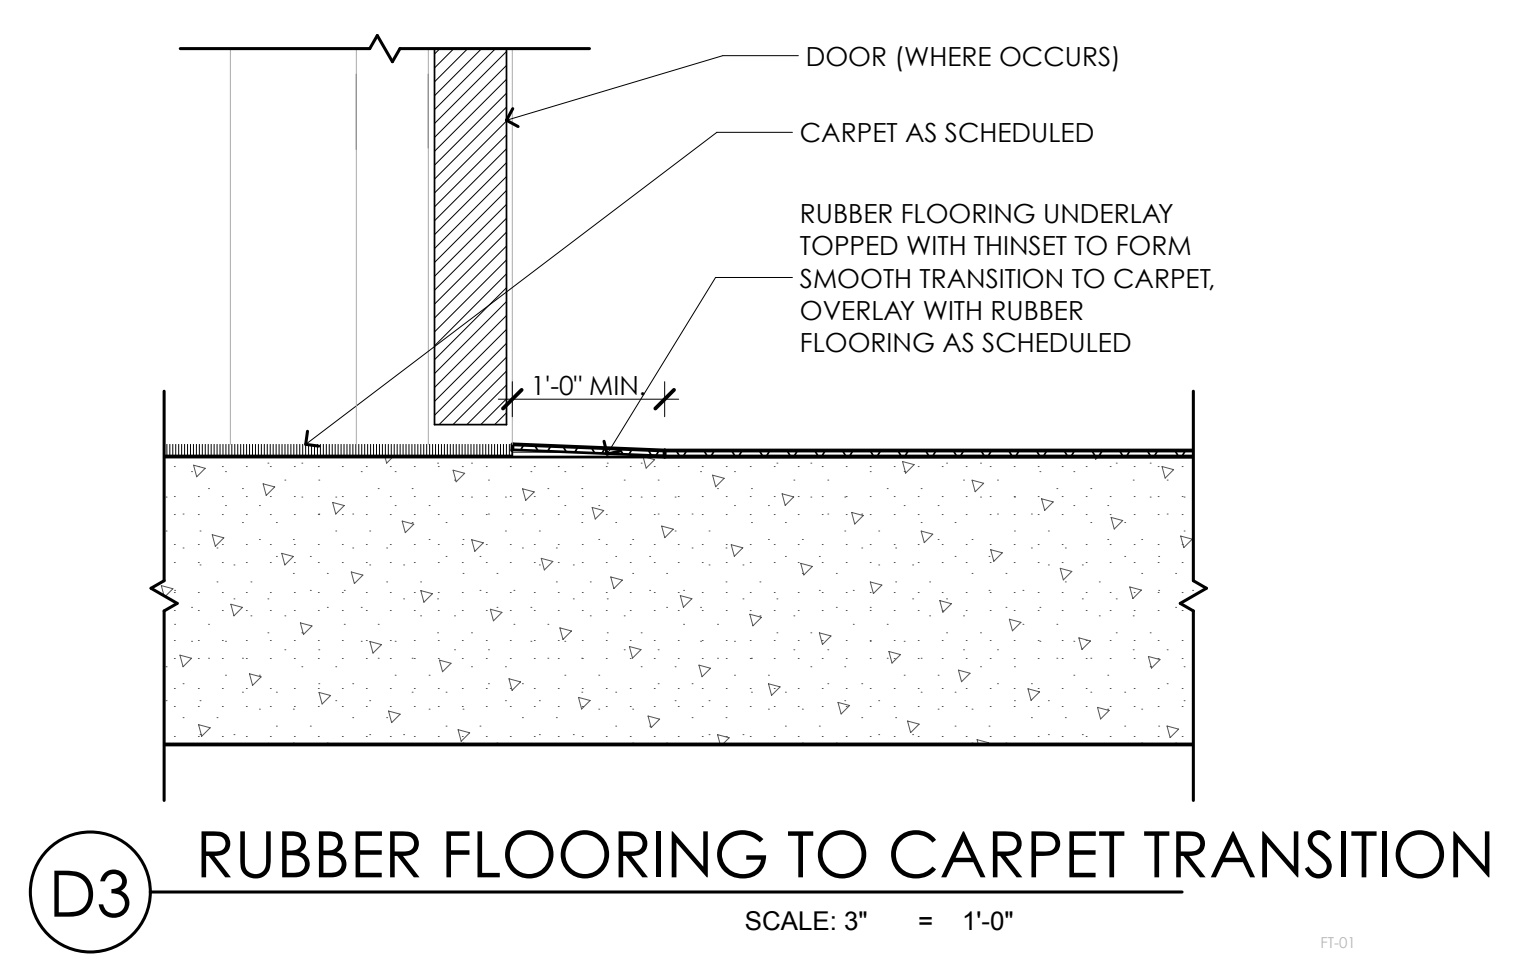 DOOR (WHERE OCCURS)
CARPET AS SCHEDULED
RUBBER FLOORING UNDERLAY
TOPPED WITH THINSET TO FORM
SMOOTH TRANSITION TO CARPET,
OVERLAY WITH RUBBER
FLOORING AS SCHEDULED
1'-0" MIN.
RUBBER FLOORING TO CARPET TRANSITION
D3
SCALE: 3" = 1'-0"
FT-01